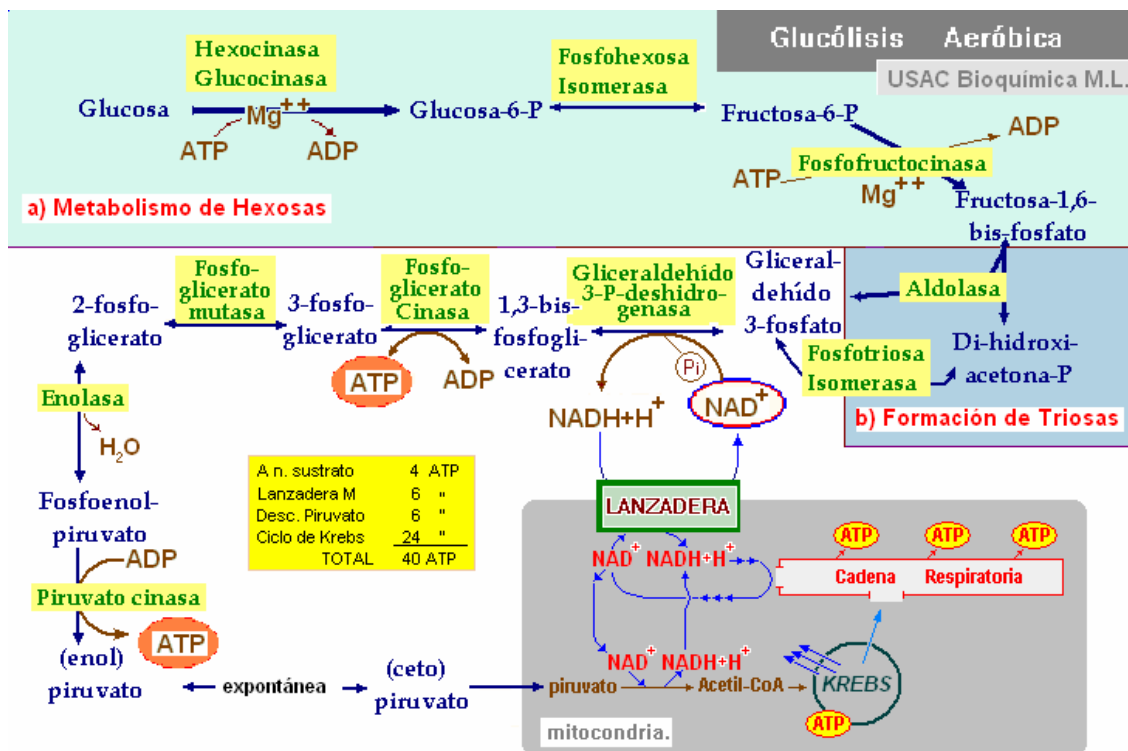 Glucólisis Aeróbica
USAC Bioquímica M.L.
Hexocinasa
Glucocinasa
Glucosa
Mg++
ATP
ADP
Glucosa-6-P
Fosfohexosa
Isomerasa
Fructosa-6-P
ADP
Fosfofructocinasa
ATP
Mg++
Fructosa-1,6-
bis-fosfato
a) Metabolismo de Hexosas
Aldolasa
Gliceral-
dehído
3-fosfato
Di-hidroxi-
acetona-P
Fosfotriosa
Isomerasa
b) Formación de Triosas
Gliceraldehído
3-P-deshidro-
genasa
Pi
NAD+
NADH+H+
1,3-bis-
fosfogli-
cerato
Fosfo-
glicerato
Cinasa
ATP
ADP
3-fosfo-
glicerato
Fosfo-
glicerato
mutasa
2-fosfo-
glicerato
Enolasa
H2O
Fosfoenol-
piruvato
ADP
Piruvato cinasa
ATP
(enol)
piruvato
expontánea
(ceto)
piruvato
A n. sustrato 4 ATP
Lanzadera M 6 "
Desc. Piruvato 6 "
Ciclo de Krebs 24 "
TOTAL 40 ATP
LANZADERA
NAD+ NADH+H+
ATP ATP ATP
Cadena Respiratoria
NAD+ NADH+H+
piruvato Acetil-CoA KREBS
ATP
mitocondria.